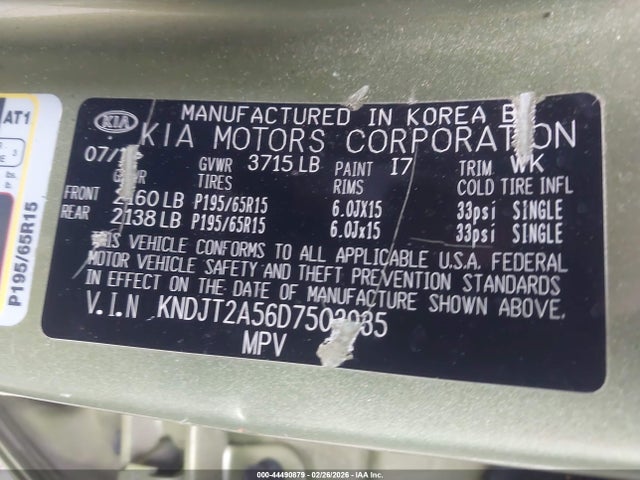 AT1
P195/65R15
KIA
MANUFACTURED IN KOREA BY
KIA MOTORS CORPORATION
GVWR 3715 LB PAINT I7 TRIM WK
TIRES RIMS COLD TIRE INFL
FRONT 2160 LB P195/65R15 6.0JX15 33psi SINGLE
REAR 2138 LB P195/65R15 6.0Jx15 33psi SINGLE
THIS VEHICLE CONFORMS TO ALL APPLICABLE U.S.A. FEDERAL
MOTOR VEHICLE SAFETY AND THEFT PREVENTION STANDARDS
IN EFFECT ON THE DATE OF MANUFACTURE SHOWN ABOVE.
V.I.N
MPV
000-44490879 - 02/26/2026 - IAAI